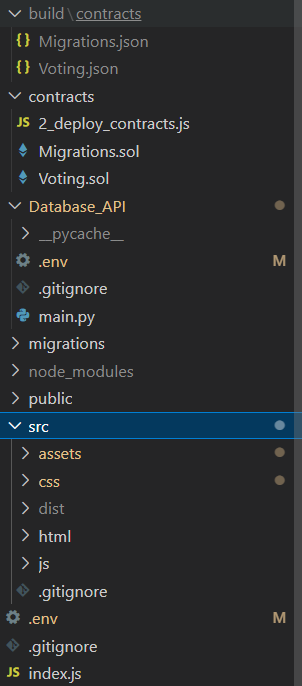 build\contracts
{} Migrations.json
{} Voting.json
contracts
JS 2_deploy_contracts.js
Migrations.sol
Voting.sol
Database_API
__pycache__
.env M
.gitignore
main.py
migrations
node_modules
public
src
assets
css
dist
html
js
.gitignore
.env M
.gitignore
JS index.js